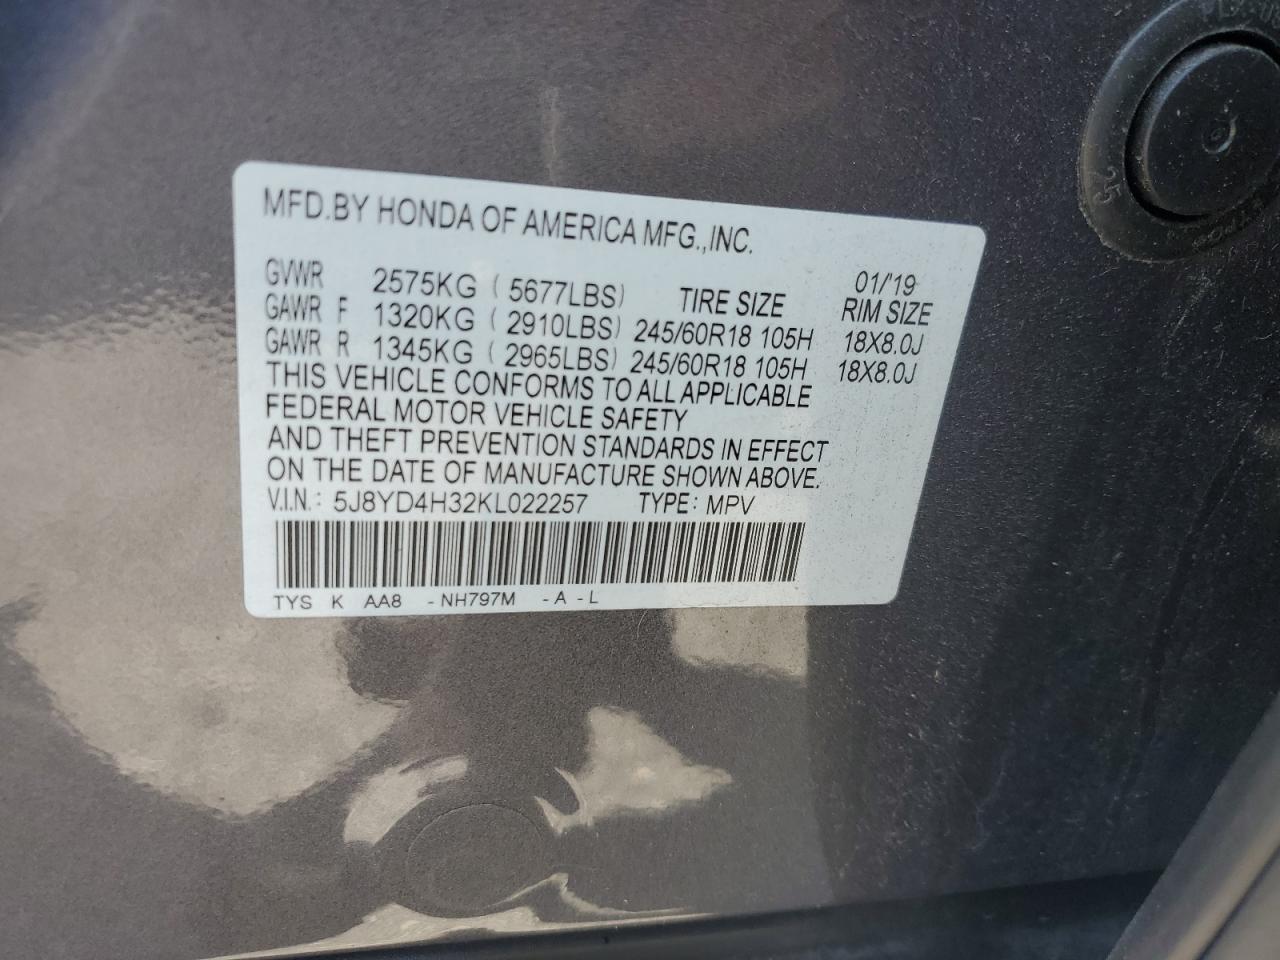 MFD.BY HONDA OF AMERICA MFG.,INC.
01/'19
GVWR 2575KG ( 5677LBS) TIRE SIZE RIM SIZE
GAWR F 1320KG ( 2910LBS) 245/60R18 105H 18X8.0J
GAWR R 1345KG ( 2965LBS) 245/60R18 105H 18X8.0J
THIS VEHICLE CONFORMS TO ALL APPLICABLE
FEDERAL MOTOR VEHICLE SAFETY
AND THEFT PREVENTION STANDARDS IN EFFECT
ON THE DATE OF MANUFACTURE SHOWN ABOVE.
V.I.N.: 5J8YD4H32KL022257 TYPE: MPV
TYS K AA8 -NH797M -A -L
25